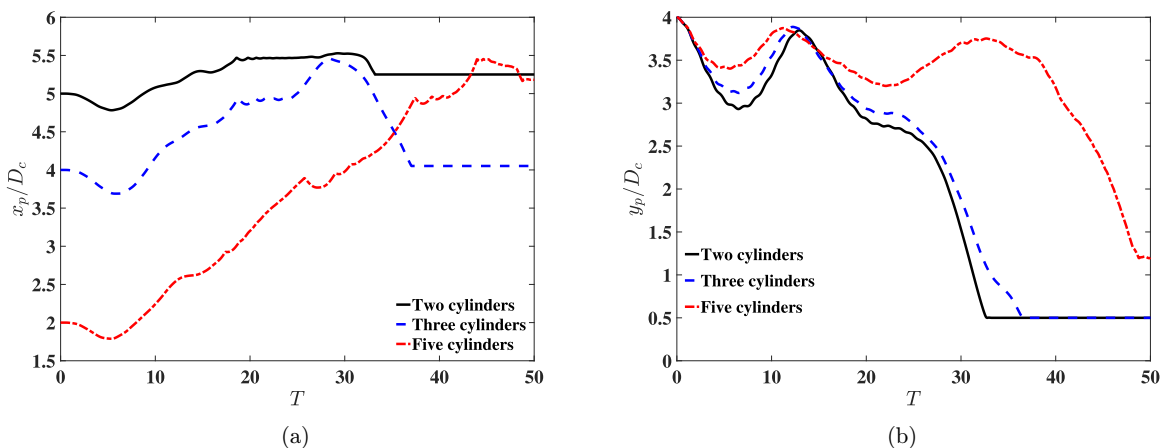 6
5.5
5
4.5
4
3.5
3
2.5
2
1.5
0
10
20
30
40
50
x_p/D_c
T
Two cylinders
Three cylinders
Five cylinders
(a)
4
3.5
3
2.5
2
1.5
1
0.5
0
0
10
20
30
40
50
y_p/D_c
T
Two cylinders
Three cylinders
Five cylinders
(b)